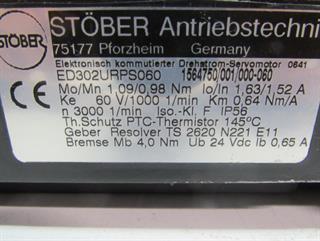 STÖBER
STÖBER Antriebstechni
75177 Pforzheim Germany
Elektronisch kommutierter Drehstrom-Servomotor 0641
ED302URPS060 1564750/001/000-060
Mo/Mn 1,09/0,98 Nm Io/In 1,63/1,52 A
Ke 60 V/1000 1/min Km 0,64 Nm/A
n 3000 1/min Iso.-Kl. F IP56
Th.Schutz PTC-Thermistor 145°C
Geber Resolver TS 2620 N221 E11
Bremse Mb 4,0 Nm Ub 24 Vdc Ib 0,65 A
CE